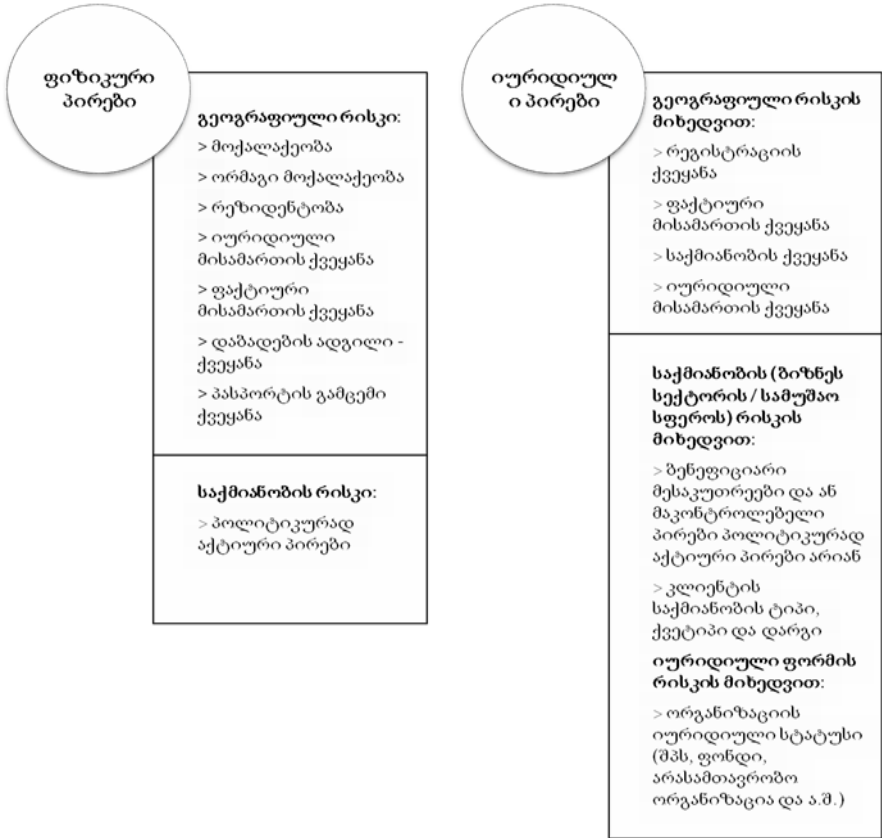 ფიზიკური
პირები
გეოგრაფიული რისკი:
> მოქალაქეობა
> ორმაგი მოქალაქეობა
> რეზიდენტობა
> იურიდიული
მისამართის ქვეყანა
> ფაქტიური
მისამართის ქვეყანა
> დაბადების ადგილი -
ქვეყანა
> პასპორტის გამცემი
ქვეყანა
საქმიანობის რისკი:
> პოლიტიკურად
აქტიური პირები
იურიდიულ
ი პირები
გეოგრაფიული რისკის
მიხედვით:
> რეგისტრაციის
ქვეყანა
> ფაქტიური
მისამართის ქვეყანა
> საქმიანობის ქვეყანა
> იურიდიული
მისამართის ქვეყანა
საქმიანობის (ბიზნეს
სექტორის / სამუშაო
სფეროს) რისკის
მიხედვით:
> ბენეფიციარი
მესაკუთრეები და ან
მაკონტროლებელი
პირები პოლიტიკურად
აქტიური პირები არიან
> კლიენტის
საქმიანობის ტიპი,
ქვეტიპი და დარგი
იურიდიული ფორმის
რისკის მიხედვით:
> ორგანიზაციის
იურიდიული სტატუსი
(შპს, ფონდი,
არასამთავრობო
ორგანიზაცია და ა.შ.)